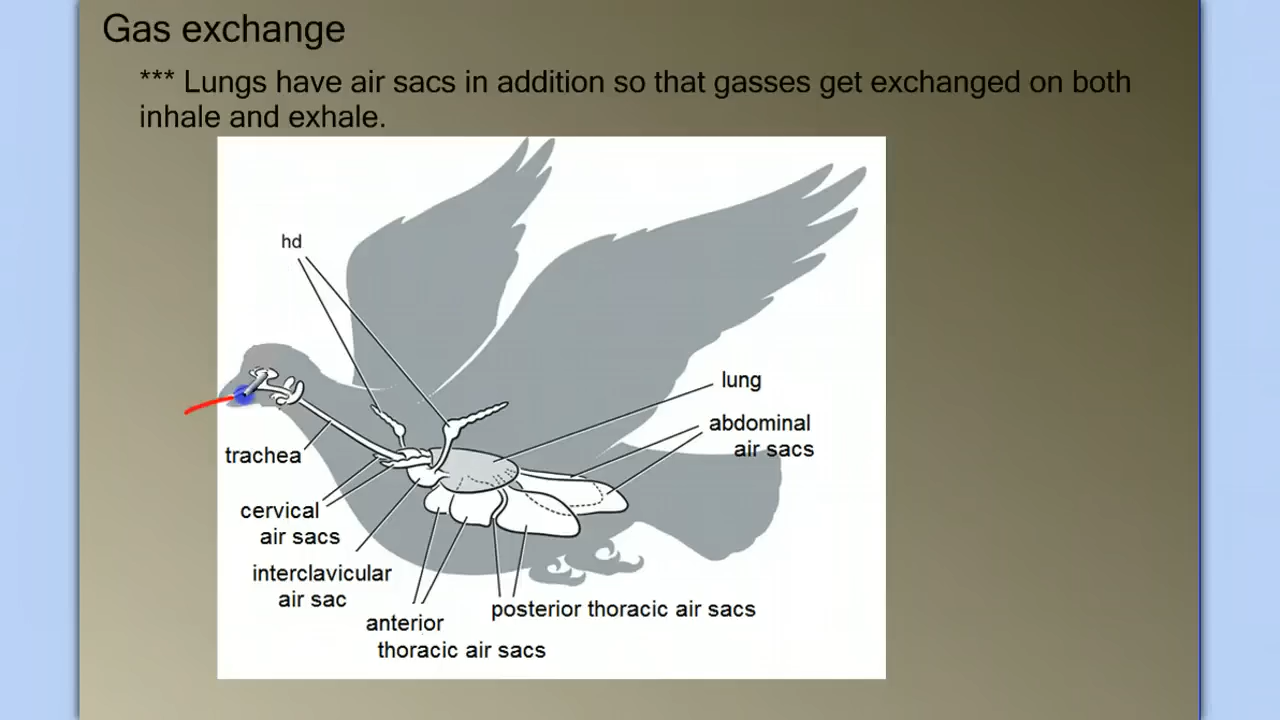 Gas exchange
*** Lungs have air sacs in addition so that gasses get exchanged on both
inhale and exhale.
hd
lung
abdominal
air sacs
trachea
cervical
air sacs
interclavicular
air sac
anterior
thoracic air sacs
posterior thoracic air sacs